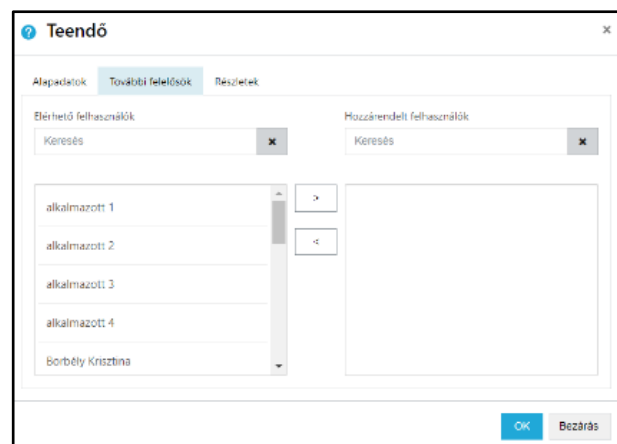 Teendő
Alapadatok További felelősök Részletek
Elérhető felhasználók Hozzárendelt felhasználók
Keresés Keresés
>
alkalmazott 1
<
alkalmazott 2
alkalmazott 3
alkalmazott 4
Borbély Krisztina
OK Bezárás